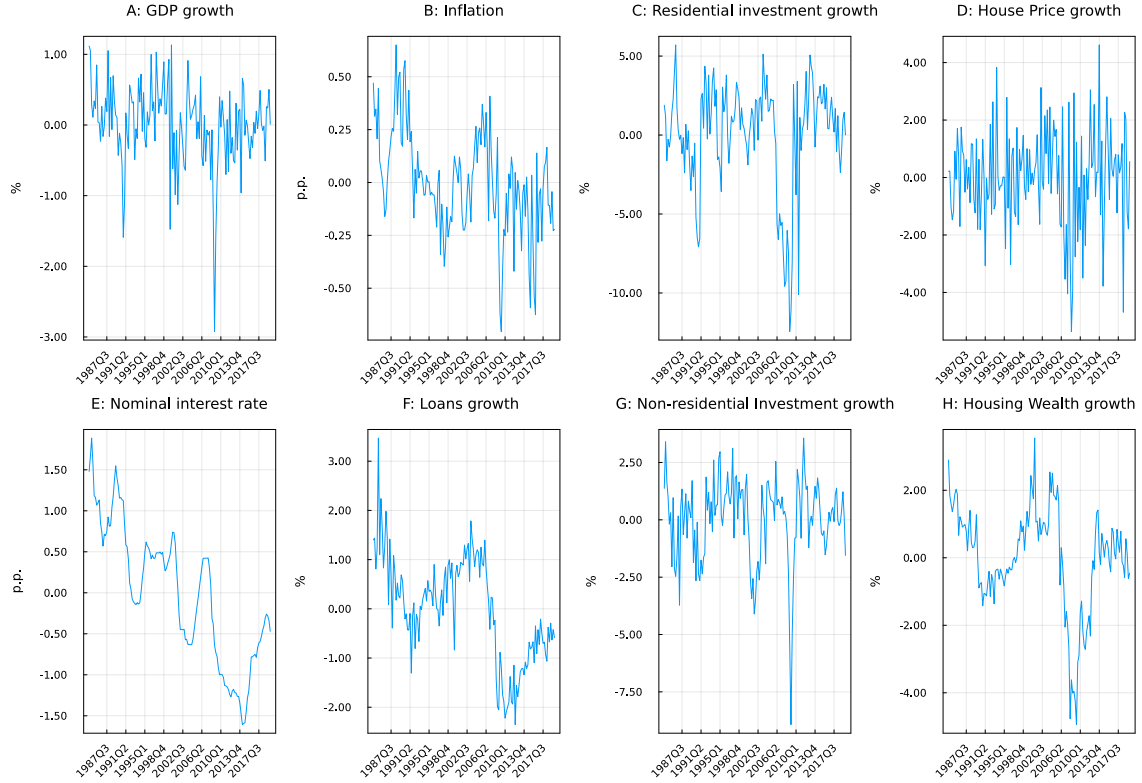 A: GDP growth
B: Inflation
C: Residential investment growth
D: House Price growth
%
1.00
0.00
-1.00
-2.00
-3.00
1987Q3
1991Q2
1995Q1
1998Q4
2002Q3
2006Q2
2010Q1
2013Q4
2017Q3
p.p.
0.50
0.25
0.00
-0.25
-0.50
1987Q3
1991Q2
1995Q1
1998Q4
2002Q3
2006Q2
2010Q1
2013Q4
2017Q3
%
5.00
0.00
-5.00
-10.00
1987Q3
1991Q2
1995Q1
1998Q4
2002Q3
2006Q2
2010Q1
2013Q4
2017Q3
%
4.00
2.00
0.00
-2.00
-4.00
1987Q3
1991Q2
1995Q1
1998Q4
2002Q3
2006Q2
2010Q1
2013Q4
2017Q3
E: Nominal interest rate
F: Loans growth
G: Non-residential Investment growth
H: Housing Wealth growth
p.p.
1.50
1.00
0.50
0.00
-0.50
-1.00
-1.50
1987Q3
1991Q2
1995Q1
1998Q4
2002Q3
2006Q2
2010Q1
2013Q4
2017Q3
%
3.00
2.00
1.00
0.00
-1.00
-2.00
1987Q3
1991Q2
1995Q1
1998Q4
2002Q3
2006Q2
2010Q1
2013Q4
2017Q3
%
2.50
0.00
-2.50
-5.00
-7.50
1987Q3
1991Q2
1995Q1
1998Q4
2002Q3
2006Q2
2010Q1
2013Q4
2017Q3
%
2.00
0.00
-2.00
-4.00
1987Q3
1991Q2
1995Q1
1998Q4
2002Q3
2006Q2
2010Q1
2013Q4
2017Q3